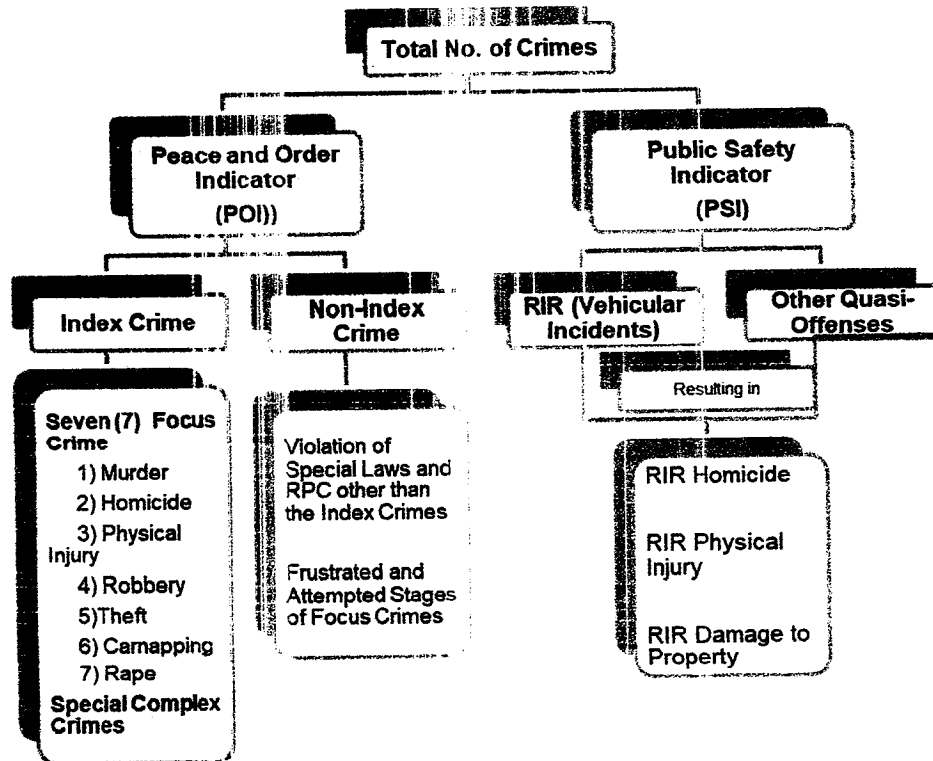 Total No. of Crimes
Peace and Order
Indicator
(POI))
Public Safety
Indicator
(PSI)
Index Crime
Non-Index
Crime
RIR (Vehicular
Incidents)
Other Quasi-
Offenses
Resulting in
Seven (7) Focus
Crime
1) Murder
2) Homicide
3) Physical
Injury
4) Robbery
5)Theft
6) Carnapping
7) Rape
Special Complex
Crimes
Violation of
Special Laws and
RPC other than
the Index Crimes
Frustrated and
Attempted Stages
of Focus Crimes
RIR Homicide
RIR Physical
Injury
RIR Damage to
Property